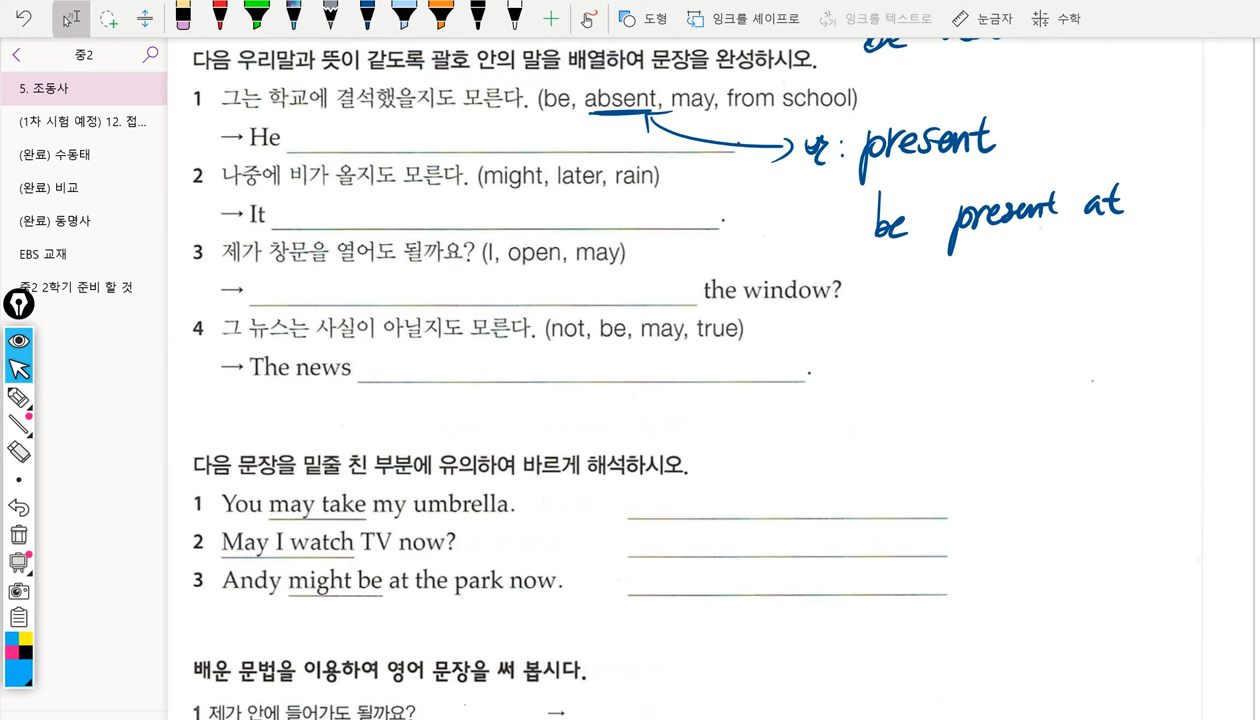 도형
잉크를 셰이프로
잉크를 텍스트로
눈금자
수학
중2
5. 조동사
(1차 시험 예정) 12. 접...
(완료) 수동태
(완료) 비교
(완료) 동명사
EBS 교재
중2 2학기 준비 할 것
be
다음 우리말과 뜻이 같도록 괄호 안의 말을 배열하여 문장을 완성하시오.
1 그는 학교에 결석했을지도 모른다. (be, absent, may, from school)
→ He .
반: present
2 나중에 비가 올지도 모른다. (might, later, rain)
→ It .
be present at
3 제가 창문을 열어도 될까요? (I, open, may)
→ the window?
4 그 뉴스는 사실이 아닐지도 모른다. (not, be, may, true)
→ The news .
다음 문장을 밑줄 친 부분에 유의하여 바르게 해석하시오.
1 You may take my umbrella.
2 May I watch TV now?
3 Andy might be at the park now.
배운 문법을 이용하여 영어 문장을 써 봅시다.
1 제가 안에 들어가도 될까요? →